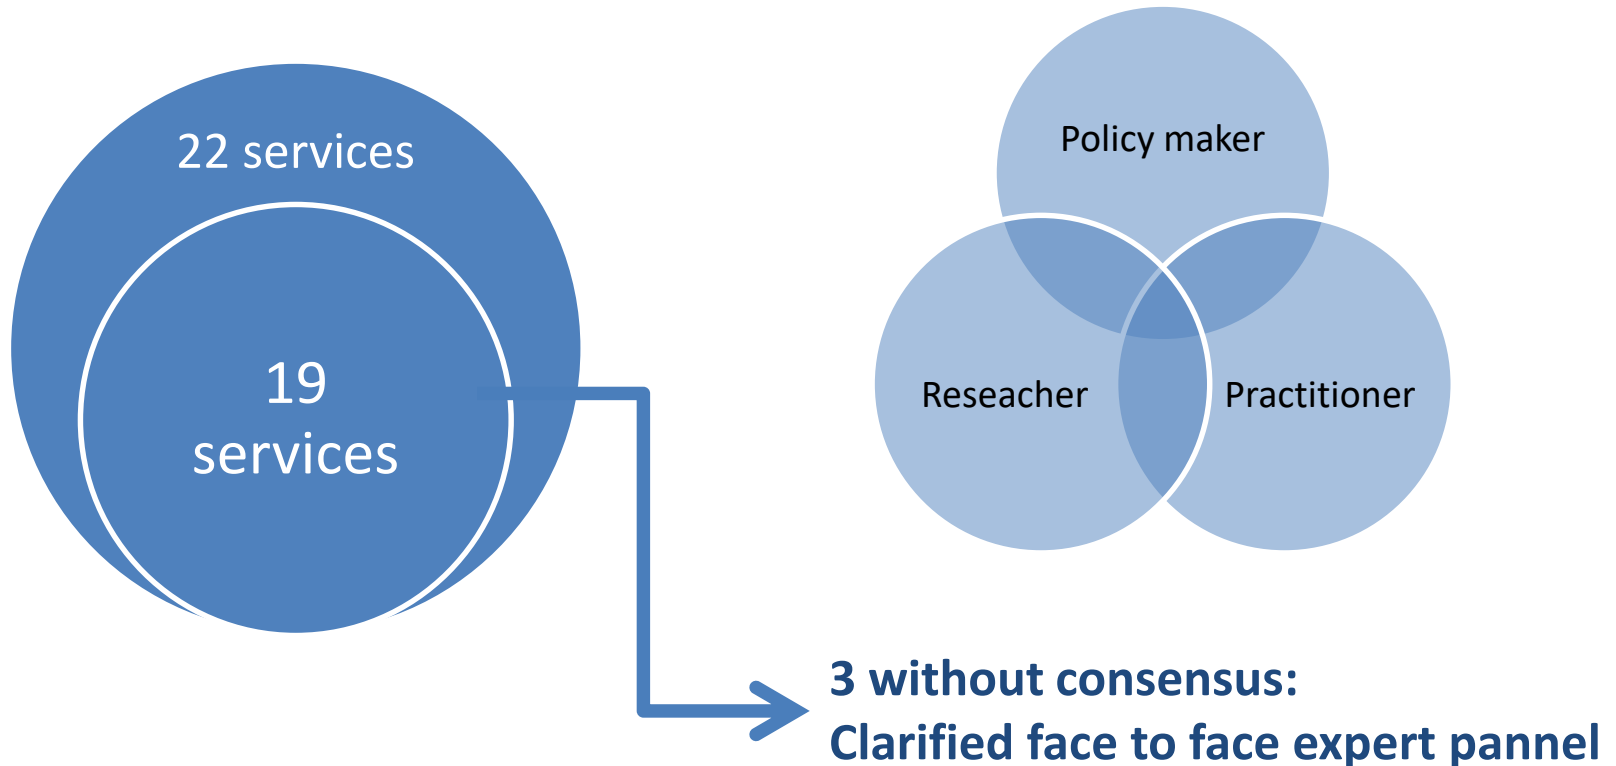 22 services
19
services
Policy maker
Reseacher
Practitioner
3 without consensus:
Clarified face to face expert pannel